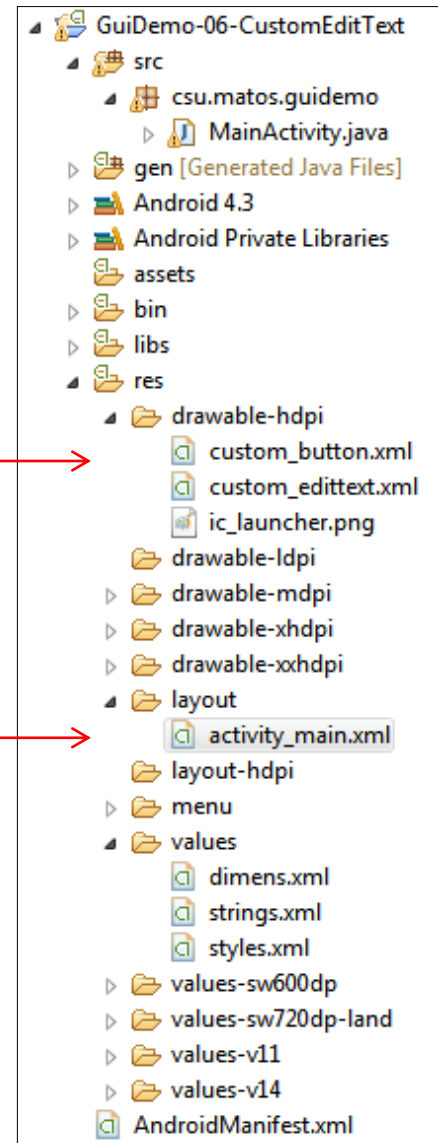 GuiDemo-06-CustomEditText
src
csu.matos.guidemo
MainActivity.java
gen [Generated Java Files]
Android 4.3
Android Private Libraries
assets
bin
libs
res
drawable-hdpi
custom_button.xml
custom_edittext.xml
ic_launcher.png
drawable-ldpi
drawable-mdpi
drawable-xhdpi
drawable-xxhdpi
layout
activity_main.xml
layout-hdpi
menu
values
dimens.xml
strings.xml
styles.xml
values-sw600dp
values-sw720dp-land
values-v11
values-v14
AndroidManifest.xml